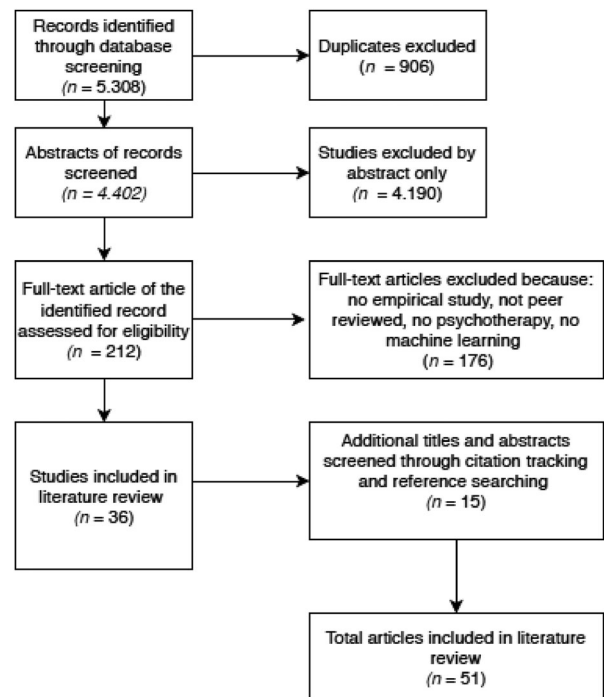 Records identified
through database
screening
(n = 5.308)
Duplicates excluded
(n = 906)
Abstracts of records
screened
(n = 4.402)
Studies excluded by
abstract only
(n = 4.190)
Full-text article of the
identified record
assessed for eligibility
(n = 212)
Full-text articles excluded because:
no empirical study, not peer
reviewed, no psychotherapy, no
machine learning
(n = 176)
Studies included in
literature review
(n = 36)
Additional titles and abstracts
screened through citation tracking
and reference searching
(n = 15)
Total articles included in literature
review
(n = 51)